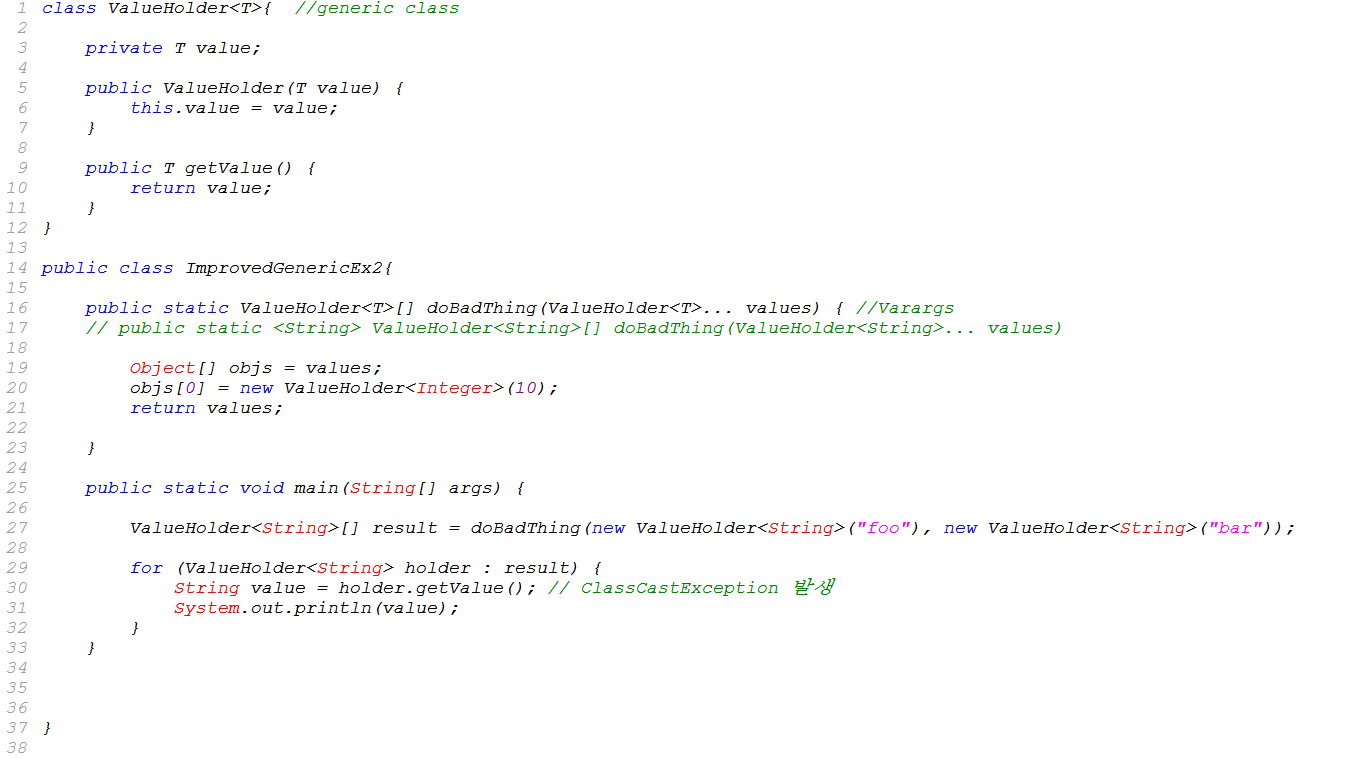 1 class ValueHolder<T>{  //generic class
2
3     private T value;
4
5     public ValueHolder(T value) {
6         this.value = value;
7     }
8
9     public T getValue() {
10         return value;
11     }
12 }
13
14 public class ImprovedGenericEx2{
15
16     public static ValueHolder<T>[] doBadThing(ValueHolder<T>... values) { //Varargs
17     // public static <String> ValueHolder<String>[] doBadThing(ValueHolder<String>... values)
18
19         Object[] objs = values;
20         objs[0] = new ValueHolder<Integer>(10);
21         return values;
22
23     }
24
25     public static void main(String[] args) {
26
27         ValueHolder<String>[] result = doBadThing(new ValueHolder<String>("foo"), new ValueHolder<String>("bar"));
28
29         for (ValueHolder<String> holder : result) {
30             String value = holder.getValue(); // ClassCastException 발생
31             System.out.println(value);
32         }
33     }
34
35
36
37 }
38